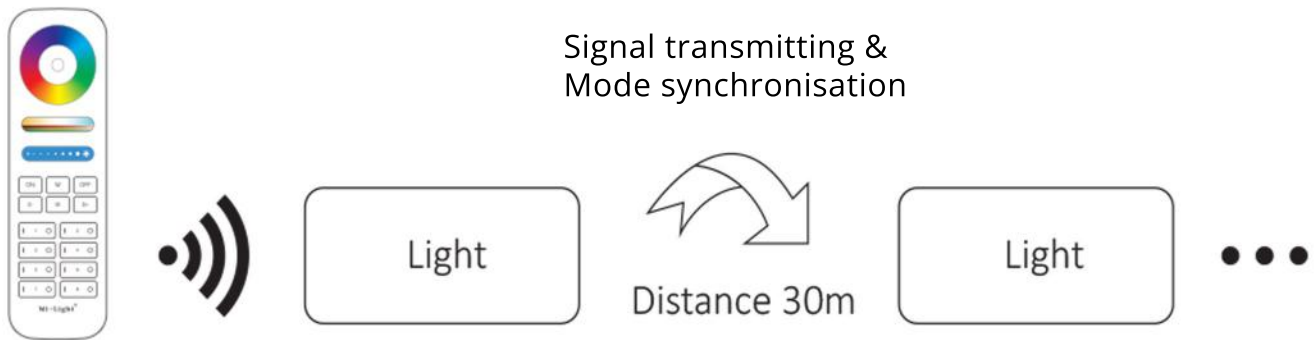 Signal transmitting &
Mode synchronisation
ON W OFF
Light
Distance 30m
Light
Mi•Light